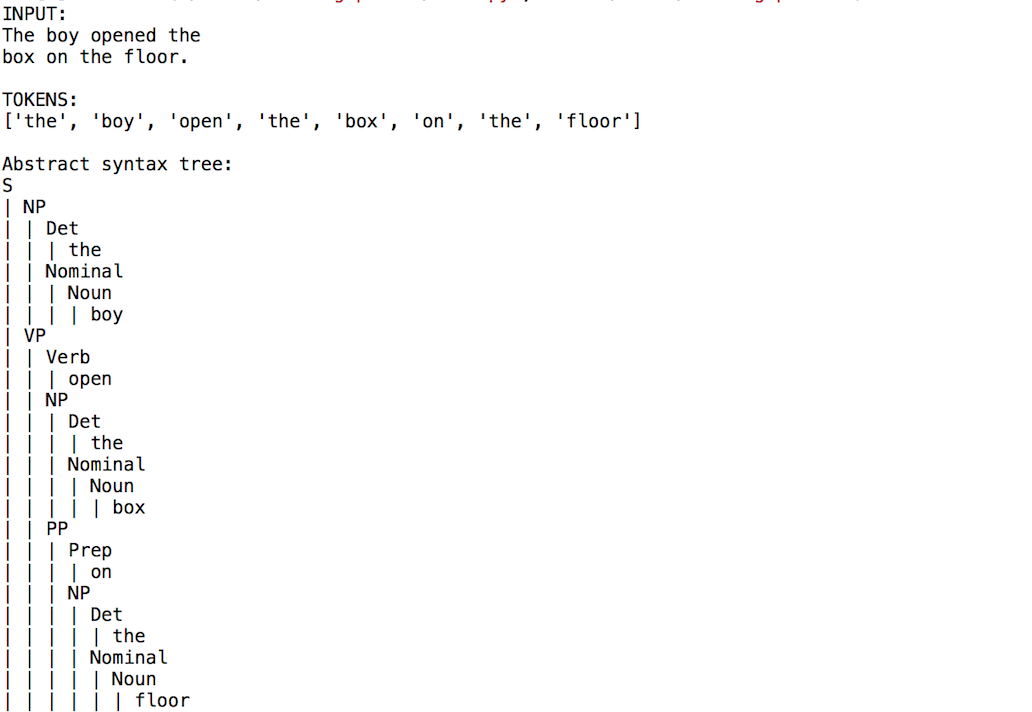 INPUT:
The boy opened the
box on the floor.
TOKENS:
['the', 'boy', 'open', 'the', 'box', 'on', 'the', 'floor']
Abstract syntax tree:
S
| NP
| | Det
| | | the
| | Nominal
| | | Noun
| | | | boy
| VP
| | Verb
| | | open
| | NP
| | | Det
| | | | the
| | | Nominal
| | | | Noun
| | | | | box
| | PP
| | | Prep
| | | | on
| | | NP
| | | | Det
| | | | | the
| | | | Nominal
| | | | | Noun
| | | | | | floor